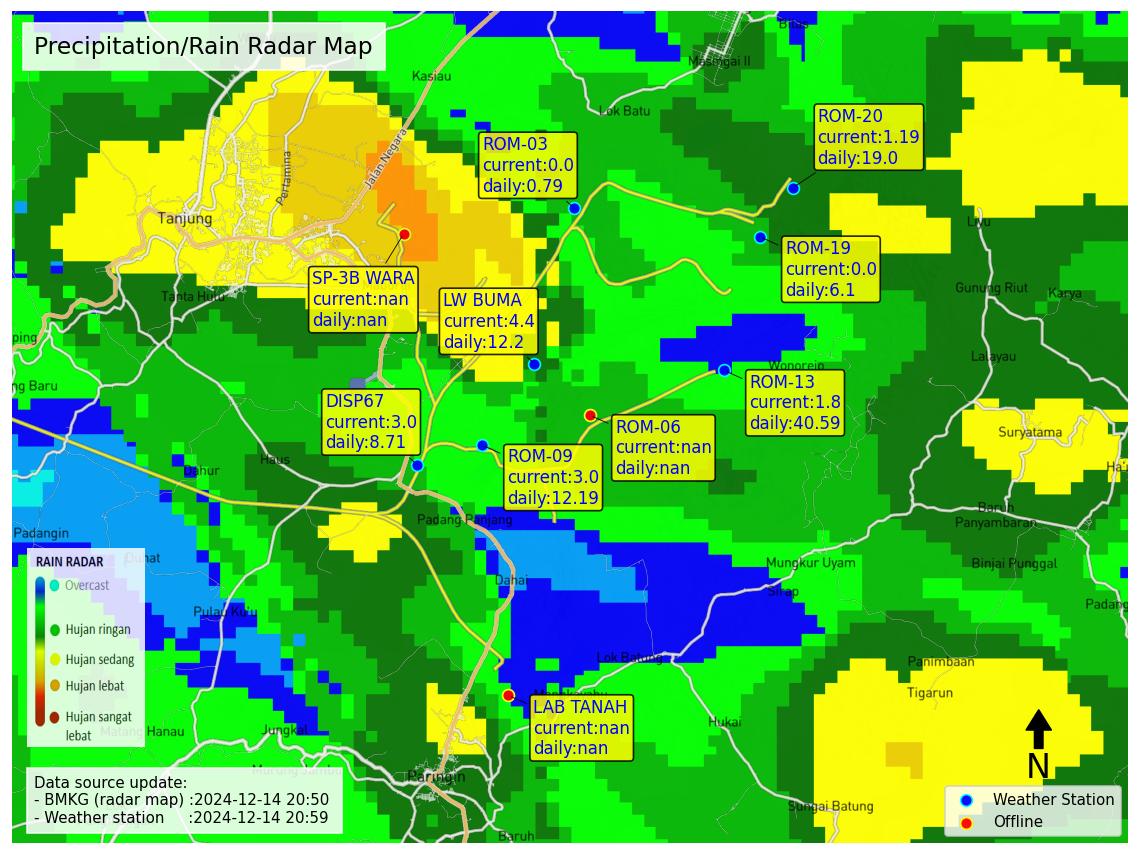 Precipitation/Rain Radar Map
Kasiau
Masingai II
Lok Batu
ROM-20
current:1.19
daily:19.0
ROM-03
current:0.0
daily:0.79
Jalan Negara
Pertamina
Tanjung
ROM-19
current:0.0
daily:6.1
SP-3B WARA
current:nan
daily:nan
LW BUMA
current:4.4
daily:12.2
Tanta Hulu
Gunung Riut
Karya
Lalayau
Wonorejo
ping
ng Baru
ROM-13
current:1.8
daily:40.59
DISP67
current:3.0
daily:8.71
ROM-06
current:nan
daily:nan
ROM-09
current:3.0
daily:12.19
Suryatama
Haus
Dahur
Padang Panjang
Baruh
Panyambaran
Padangin
Mungkur Uyam
Binjai Punggal
Dahai
Sirap
Padang
RAIN RADAR
Overcast
Hujan ringan
Hujan sedang
Hujan lebat
Hujan sangat
lebat
Pulau Ku'u
Lok Batung
Panimbaan
Tigarun
LAB TANAH
current:nan
daily:nan
Hukai
Matang Hanau
Jungkal
Murung Jambu
Paringin
Sungai Batung
Baruh
Data source update:
- BMKG (radar map) :2024-12-14 20:50
- Weather station :2024-12-14 20:59
N
Weather Station
Offline